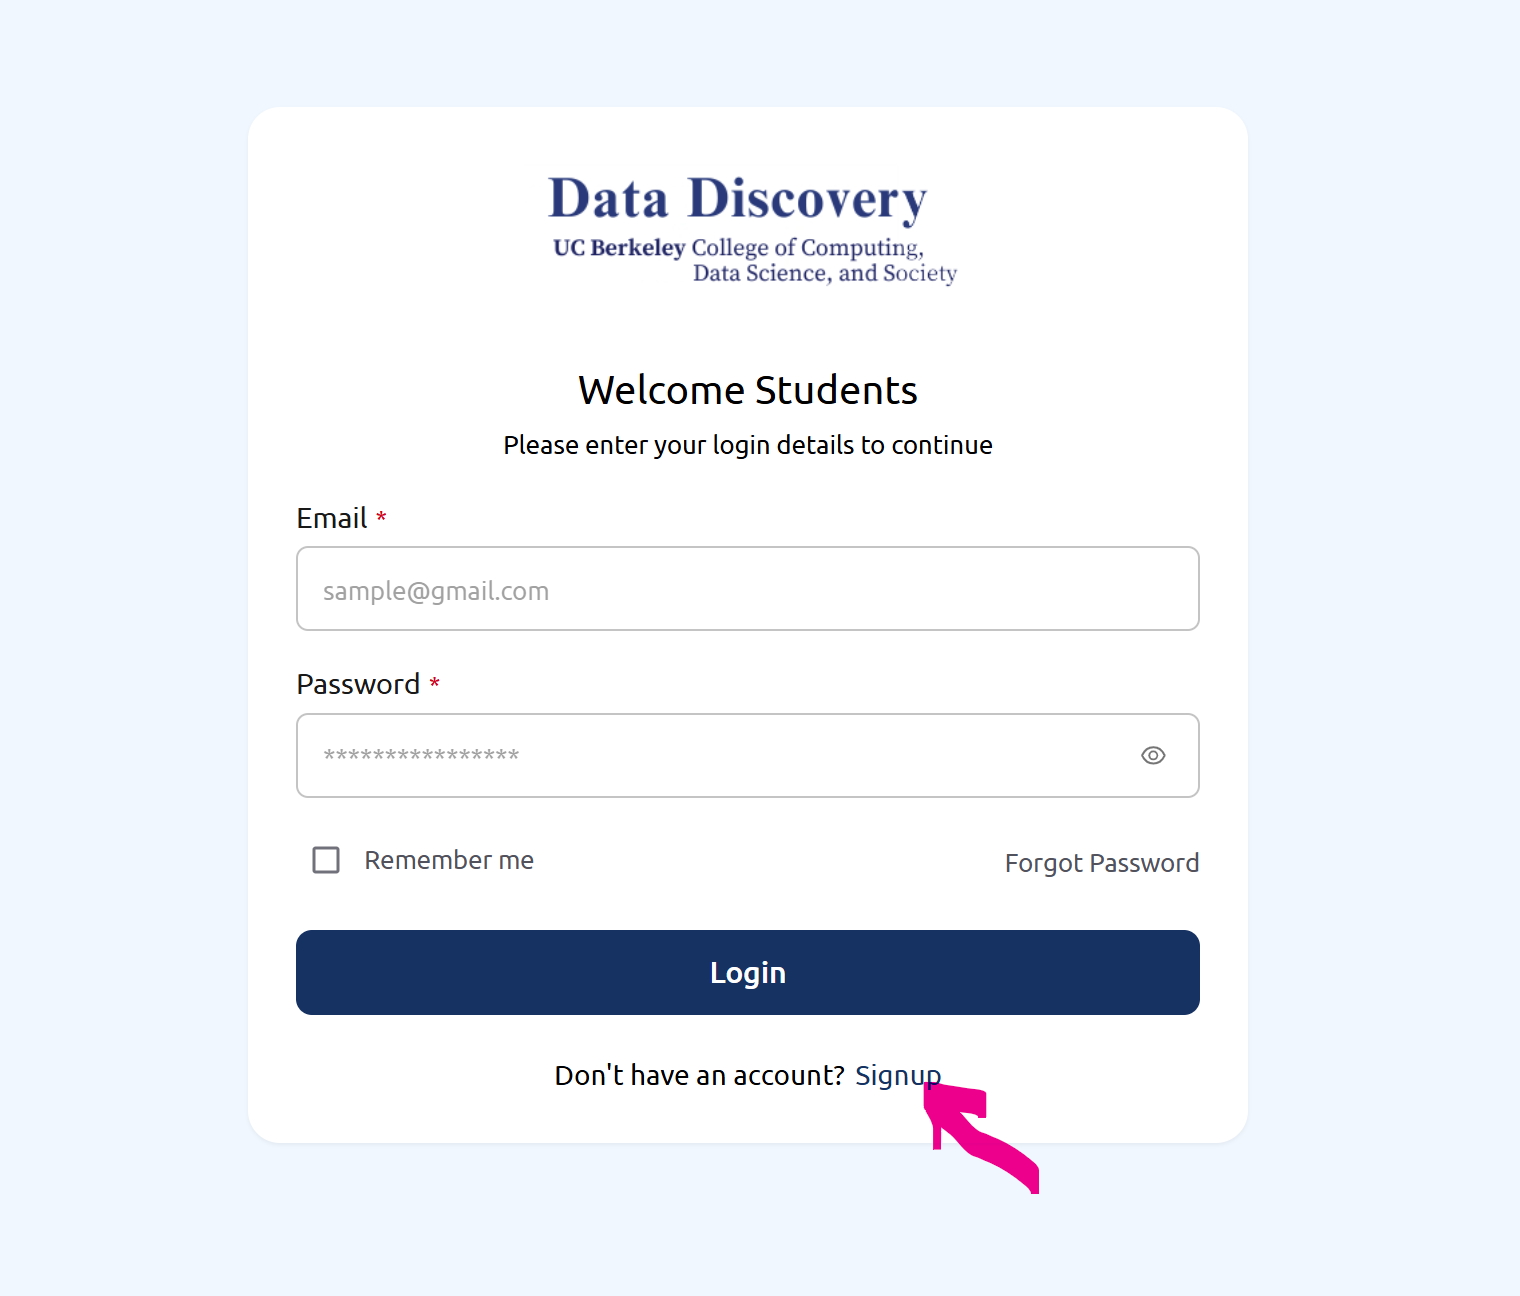 Data Discovery
UC Berkeley College of Computing,
Data Science, and Society
Welcome Students
Please enter your login details to continue
Email *
sample@gmail.com
Password *
****************
Remember me
Forgot Password
Login
Don't have an account? Signup